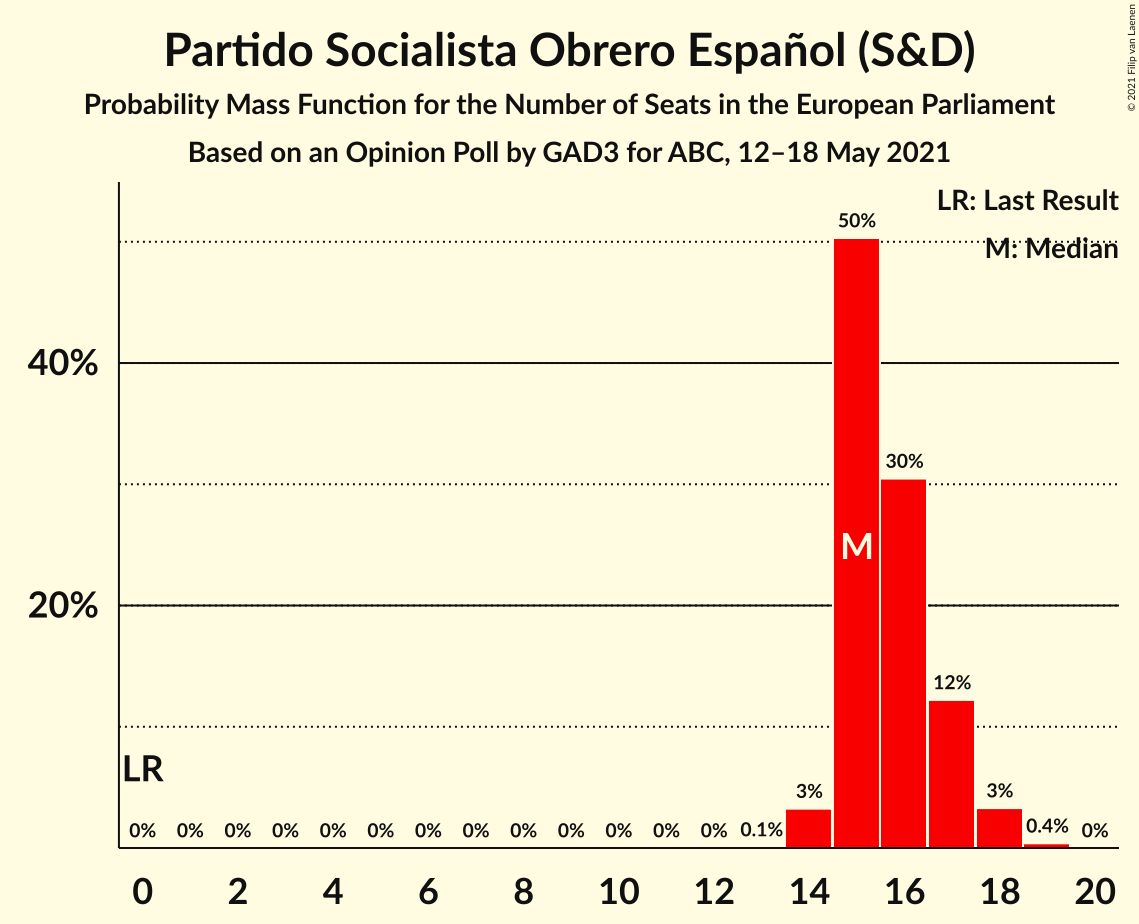 Partido Socialista Obrero Español (S&D)
Probability Mass Function for the Number of Seats in the European Parliament
Based on an Opinion Poll by GAD3 for ABC, 12–18 May 2021
© 2021 Filip van Laenen
LR: Last Result
M: Median
50%
40%
30%
M
20%
12%
LR
3%
3%
0% 0% 0% 0% 0% 0% 0% 0% 0% 0% 0% 0% 0% 0.1% 0.4% 0%
0 2 4 6 8 10 12 14 16 18 20